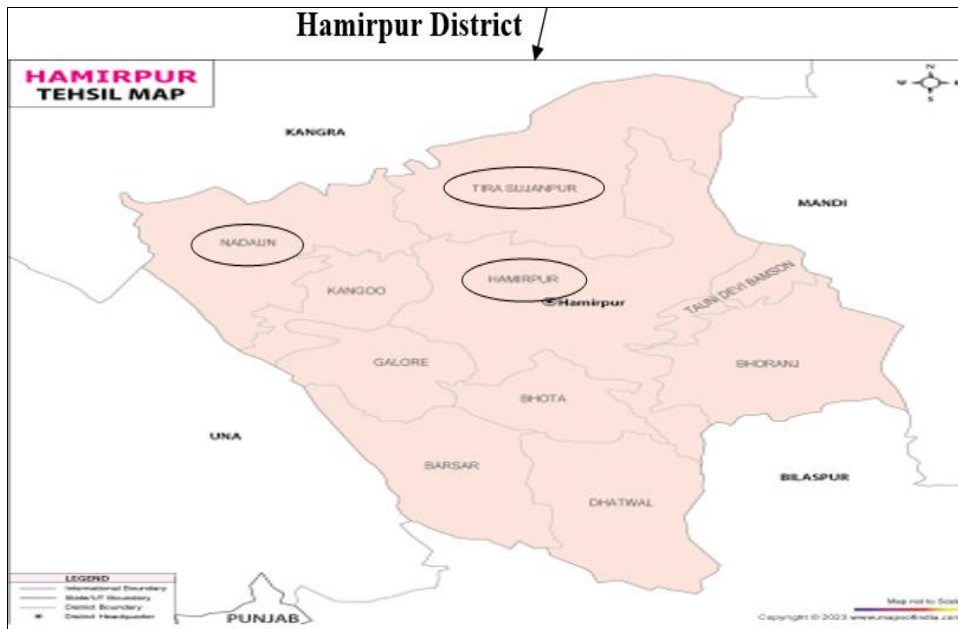 Hamirpur District
HAMIRPUR
TEHSIL MAP
N
W
S
KANGRA
TIRA SUJANPUR
MANDI
NADAUN
HAMIRPUR
KANGOO
Hamirpur
TAUNI DEVI BAMSON
GALORE
BHORANJ
BHOTA
UNA
BARSAR
BILASPUR
DHATWAL
LEGEND
International Boundary
State/UT Boundary
District Boundary
District Headquarter
PUNJAB
Map not to Scale
Copyright © 2023 www.mapsofindia.com